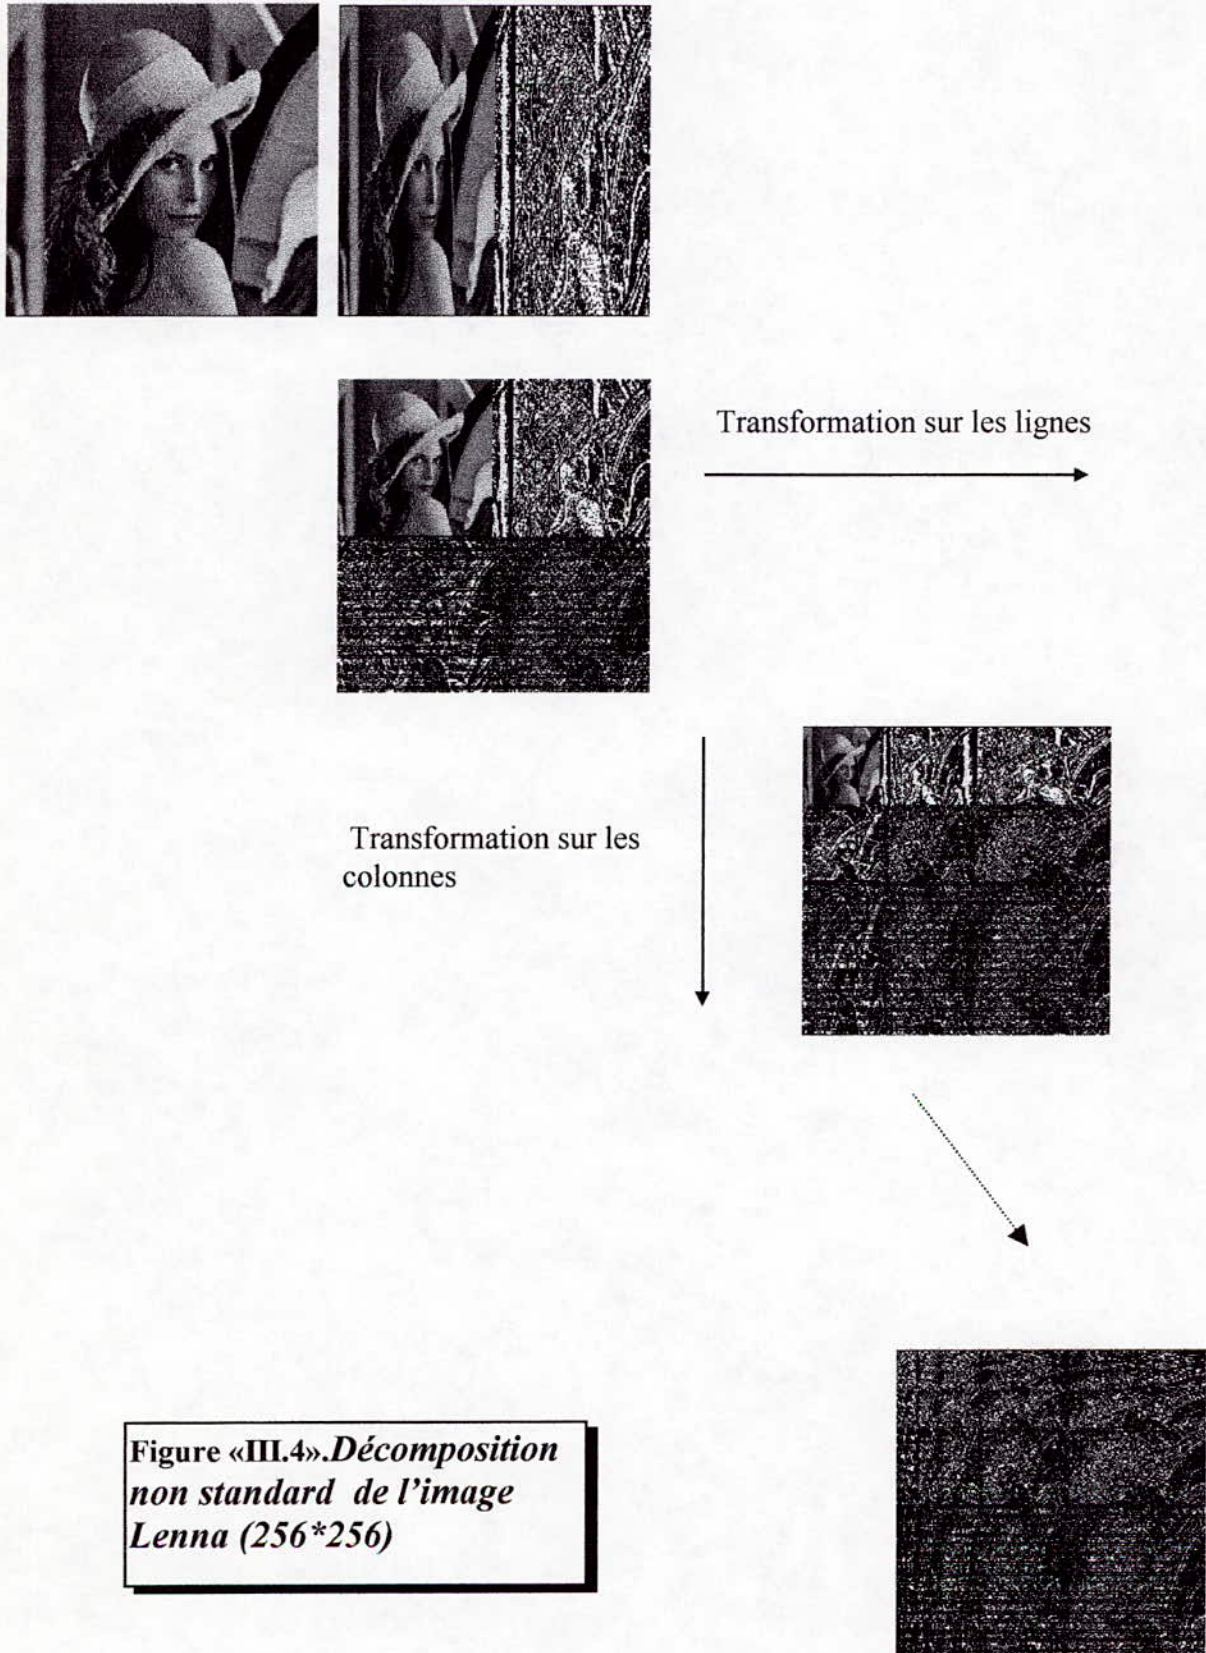 Transformation sur les lignes
Transformation sur les
colonnes
Figure «III.4».Décomposition
non standard de l'image
Lenna (256*256)